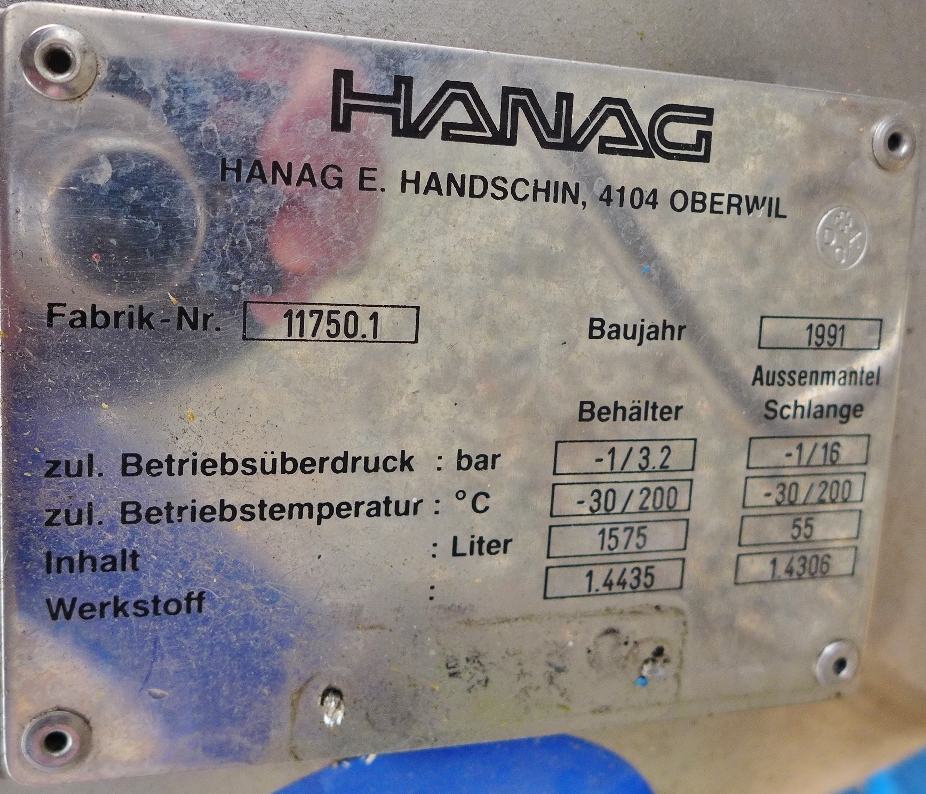 HANAG
HANAG E. HANDSCHIN, 4104 OBERWIL
Fabrik-Nr. 11750.1 Baujahr 1991
Aussenmantel
Behälter Schlange
zul. Betriebsüberdruck : bar -1/3.2 -1/16
zul. Betriebstemperatur : °C -30/200 -30/200
Inhalt : Liter 1575 55
Werkstoff : 1.4435 1.4306